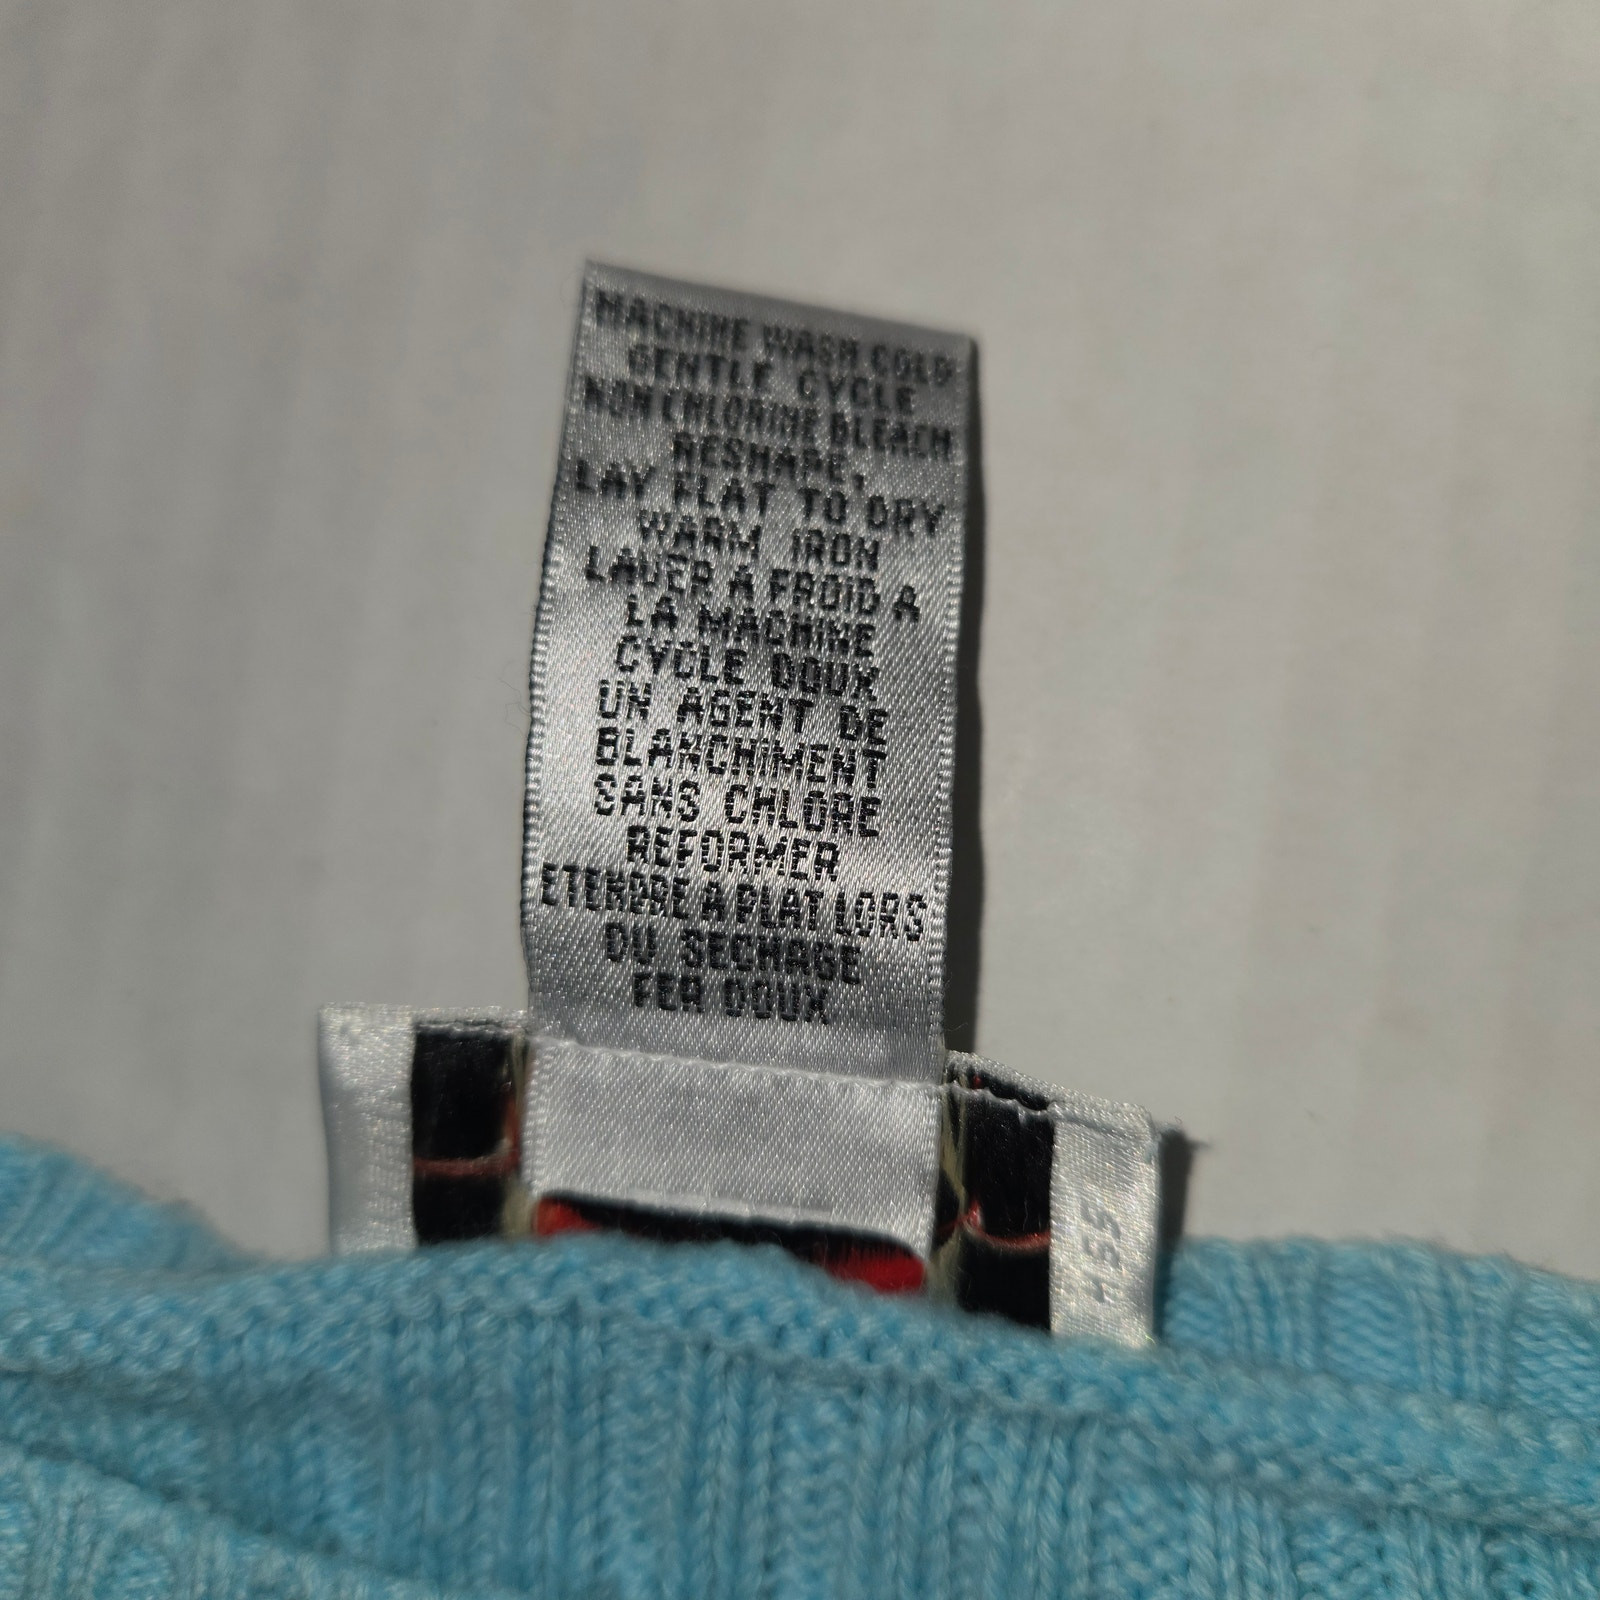 MACHINE WASH COLD
GENTLE CYCLE
NON CHLORINE BLEACH
RESHAPE,
LAY FLAT TO DRY
WARM IRON
LAVER A FROID A
LA MACHINE
CYCLE DOUX
UN AGENT DE
BLANCHIMENT
SANS CHLORE
REFORMER
ETENDRE A PLAT LORS
DU SECHAGE
FER DOUX